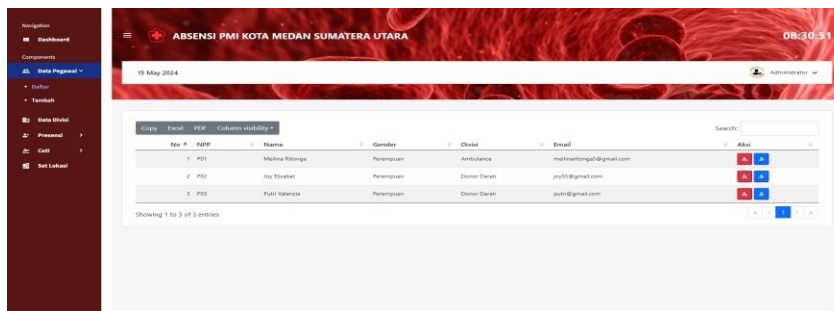 Navigation
Dashboard
Components
Data Pegawai
Daftar
Tambah
Data Divisi
Presensi
Cuti
Set Lokasi
ABSENSI PMI KOTA MEDAN SUMATERA UTARA
08:30:51
15 May 2024
Administrator
Copy Excel PDF Column visibility
Search:
No NPP Nama Gender Divisi Email Aksi
1 P01 Meilina Ritonga Perempuan Ambulance meilinaritonga5@gmail.com
2 P02 Joy Elisabet Perempuan Donor Darah joy55@gmail.com
3 P03 Putri Valenzia Perempuan Donor Darah putri@gmail.com
Showing 1 to 3 of 3 entries
1